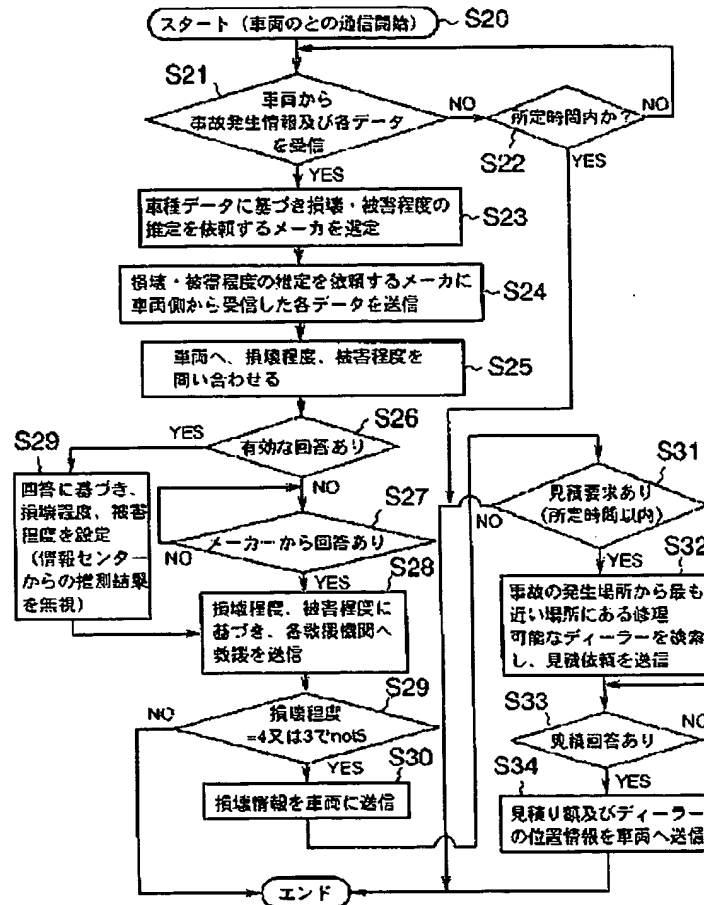 スタート（車両のとの通信開始）
S20
S21
車両から
事故発生情報及び各データ
を受信
NO
所定時間内か？
NO
S22
YES
YES
車種データに基づき損壊・被害程度の
推定を依頼するメーカを選定
S23
損壊・被害程度の推定を依頼するメーカに
車両側から受信した各データを送信
S24
車両へ、損壊程度、被害程度を
問い合わせる
S25
S26
有効な回答あり
YES
NO
S29
回答に基づき、
損壊程度、被害
程度を設定
（情報センター
からの推測結果
を無視）
S27
メーカーから回答あり
NO
YES
S28
損壊程度、被害程度に
基づき、各救援機関へ
救援を送信
S29
損壊程度
=4又は3でnot5
NO
YES
S30
損壊情報を車両に送信
S31
見積要求あり
（所定時間以内）
NO
YES
S32
事故の発生場所から最も
近い場所にある修理
可能なディーラーを検索
し、見積依頼を送信
S33
見積回答あり
NO
YES
S34
見積り額及びディーラー
の位置情報を車両へ送信
エンド